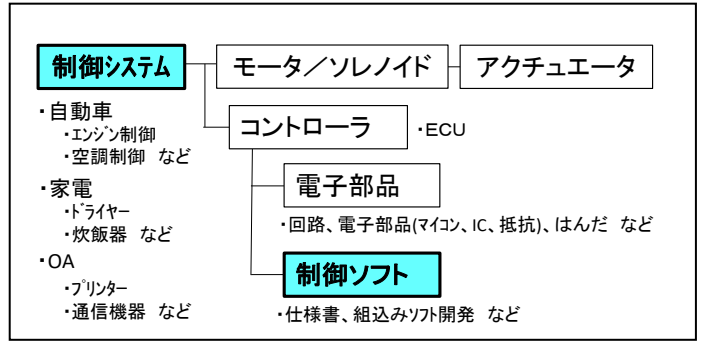 制御ｼｽﾃﾑ
モータ／ソレノイド
アクチュエータ
・自動車
・ｴﾝｼﾞﾝ制御
・空調制御 など
・家電
・ﾄﾞﾗｲﾔｰ
・炊飯器 など
・OA
・ﾌﾟﾘﾝﾀｰ
・通信機器 など
コントローラ
・ECU
電子部品
・回路、電子部品(ﾏｲｺﾝ、IC、抵抗)、はんだ など
制御ソフト
・仕様書、組込みｿﾌﾄ開発 など